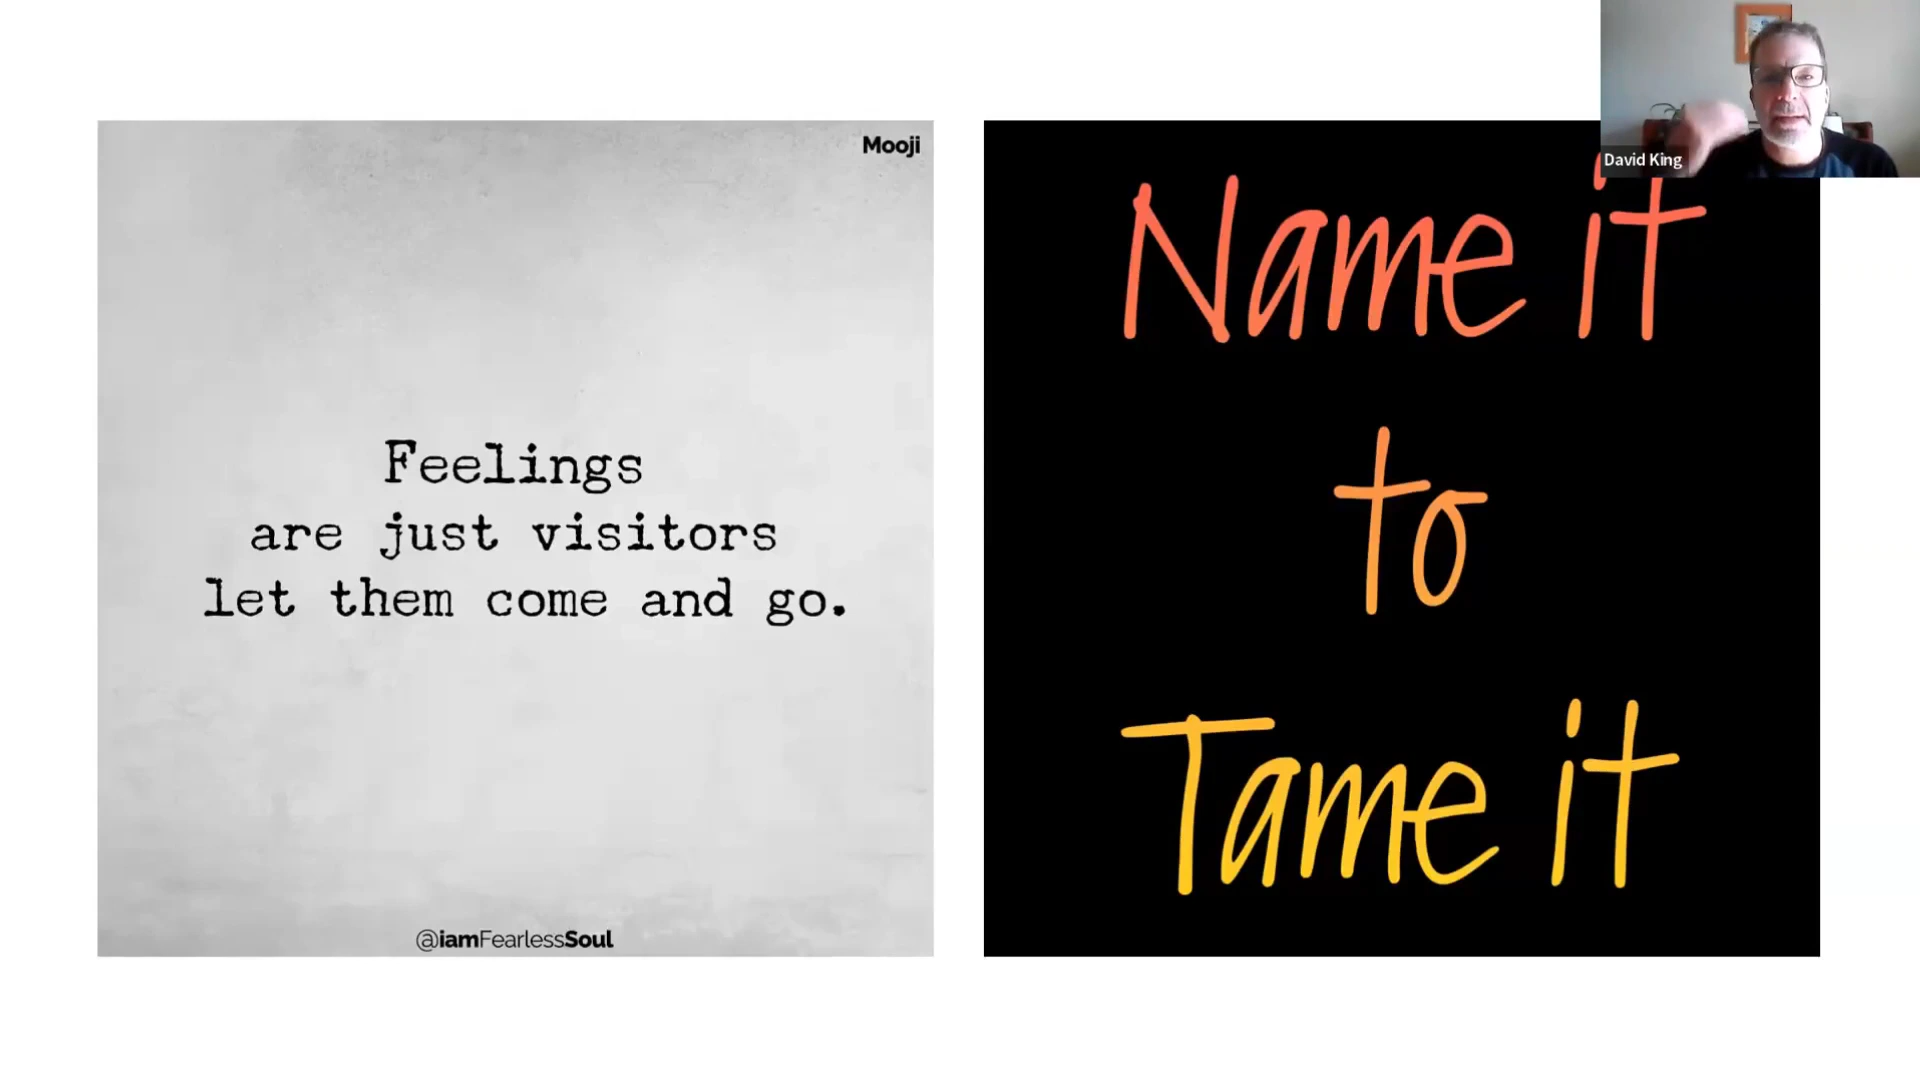 Mooji
Feelings
are just visitors
let them come and go.
@iamFearlessSoul
Name it
to
Tame it
David King